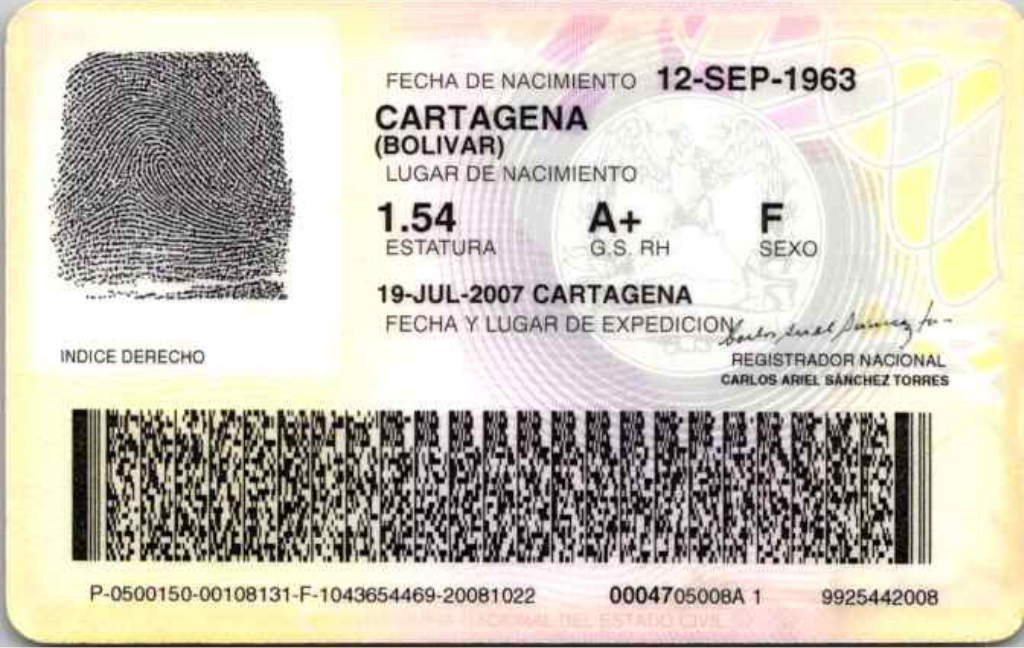 FECHA DE NACIMIENTO 12-SEP-1963
CARTAGENA
(BOLIVAR)
LUGAR DE NACIMIENTO
1.54 A+ F
ESTATURA G.S. RH SEXO
19-JUL-2007 CARTAGENA
FECHA Y LUGAR DE EXPEDICION
INDICE DERECHO
REGISTRADOR NACIONAL
CARLOS ARIEL SÁNCHEZ TORRES
P-0500150-00108131-F-1043654469-20081022 0004705008A 1 9925442008
NACIONAL DEL ESTADO CIVIL